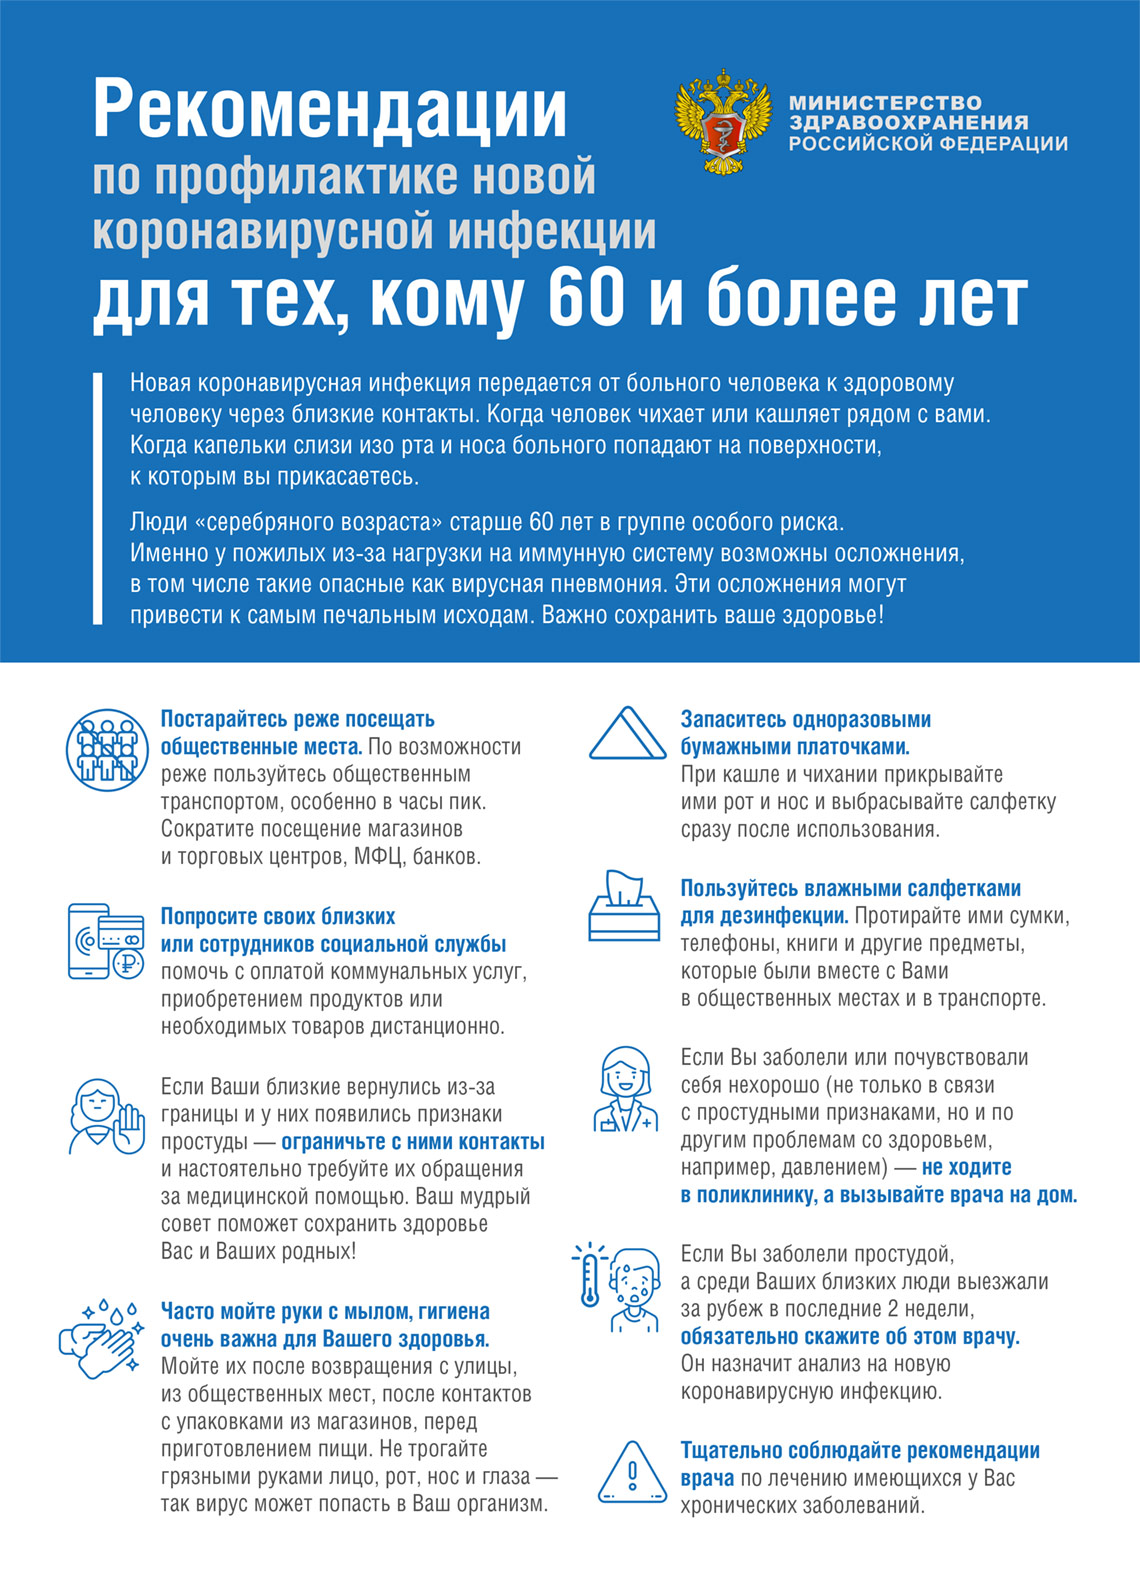 Рекомендации
по профилактике новой
коронавирусной инфекции
для тех, кому 60 и более лет
МИНИСТЕРСТВО
ЗДРАВООХРАНЕНИЯ
РОССИЙСКОЙ ФЕДЕРАЦИИ
Новая коронавирусная инфекция передается от больного человека к здоровому
человеку через близкие контакты. Когда человек чихает или кашляет рядом с вами.
Когда капельки слизи изо рта и носа больного попадают на поверхности,
к которым вы прикасаетесь.
Люди «серебряного возраста» старше 60 лет в группе особого риска.
Именно у пожилых из-за нагрузки на иммунную систему возможны осложнения,
в том числе такие опасные как вирусная пневмония. Эти осложнения могут
привести к самым печальным исходам. Важно сохранить ваше здоровье!
Постарайтесь реже посещать
общественные места. По возможности
реже пользуйтесь общественным
транспортом, особенно в часы пик.
Сократите посещение магазинов
и торговых центров, МФЦ, банков.
Попросите своих близких
или сотрудников социальной службы
помочь с оплатой коммунальных услуг,
приобретением продуктов или
необходимых товаров дистанционно.
Если Ваши близкие вернулись из-за
границы и у них появились признаки
простуды — ограничьте с ними контакты
и настоятельно требуйте их обращения
за медицинской помощью. Ваш мудрый
совет поможет сохранить здоровье
Вас и Ваших родных!
Часто мойте руки с мылом, гигиена
очень важна для Вашего здоровья.
Мойте их после возвращения с улицы,
из общественных мест, после контактов
с упаковками из магазинов, перед
приготовлением пищи. Не трогайте
грязными руками лицо, рот, нос и глаза —
так вирус может попасть в Ваш организм.
Запаситесь одноразовыми
бумажными платочками.
При кашле и чихании прикрывайте
ими рот и нос и выбрасывайте салфетку
сразу после использования.
Пользуйтесь влажными салфетками
для дезинфекции. Протирайте ими сумки,
телефоны, книги и другие предметы,
которые были вместе с Вами
в общественных местах и в транспорте.
Если Вы заболели или почувствовали
себя нехорошо (не только в связи
с простудными признаками, но и по
другим проблемам со здоровьем,
например, давлением) — не ходите
в поликлинику, а вызывайте врача на дом.
Если Вы заболели простудой,
а среди Ваших близких люди выезжали
за рубеж в последние 2 недели,
обязательно скажите об этом врачу.
Он назначит анализ на новую
коронавирусную инфекцию.
Тщательно соблюдайте рекомендации
врача по лечению имеющихся у Вас
хронических заболеваний.